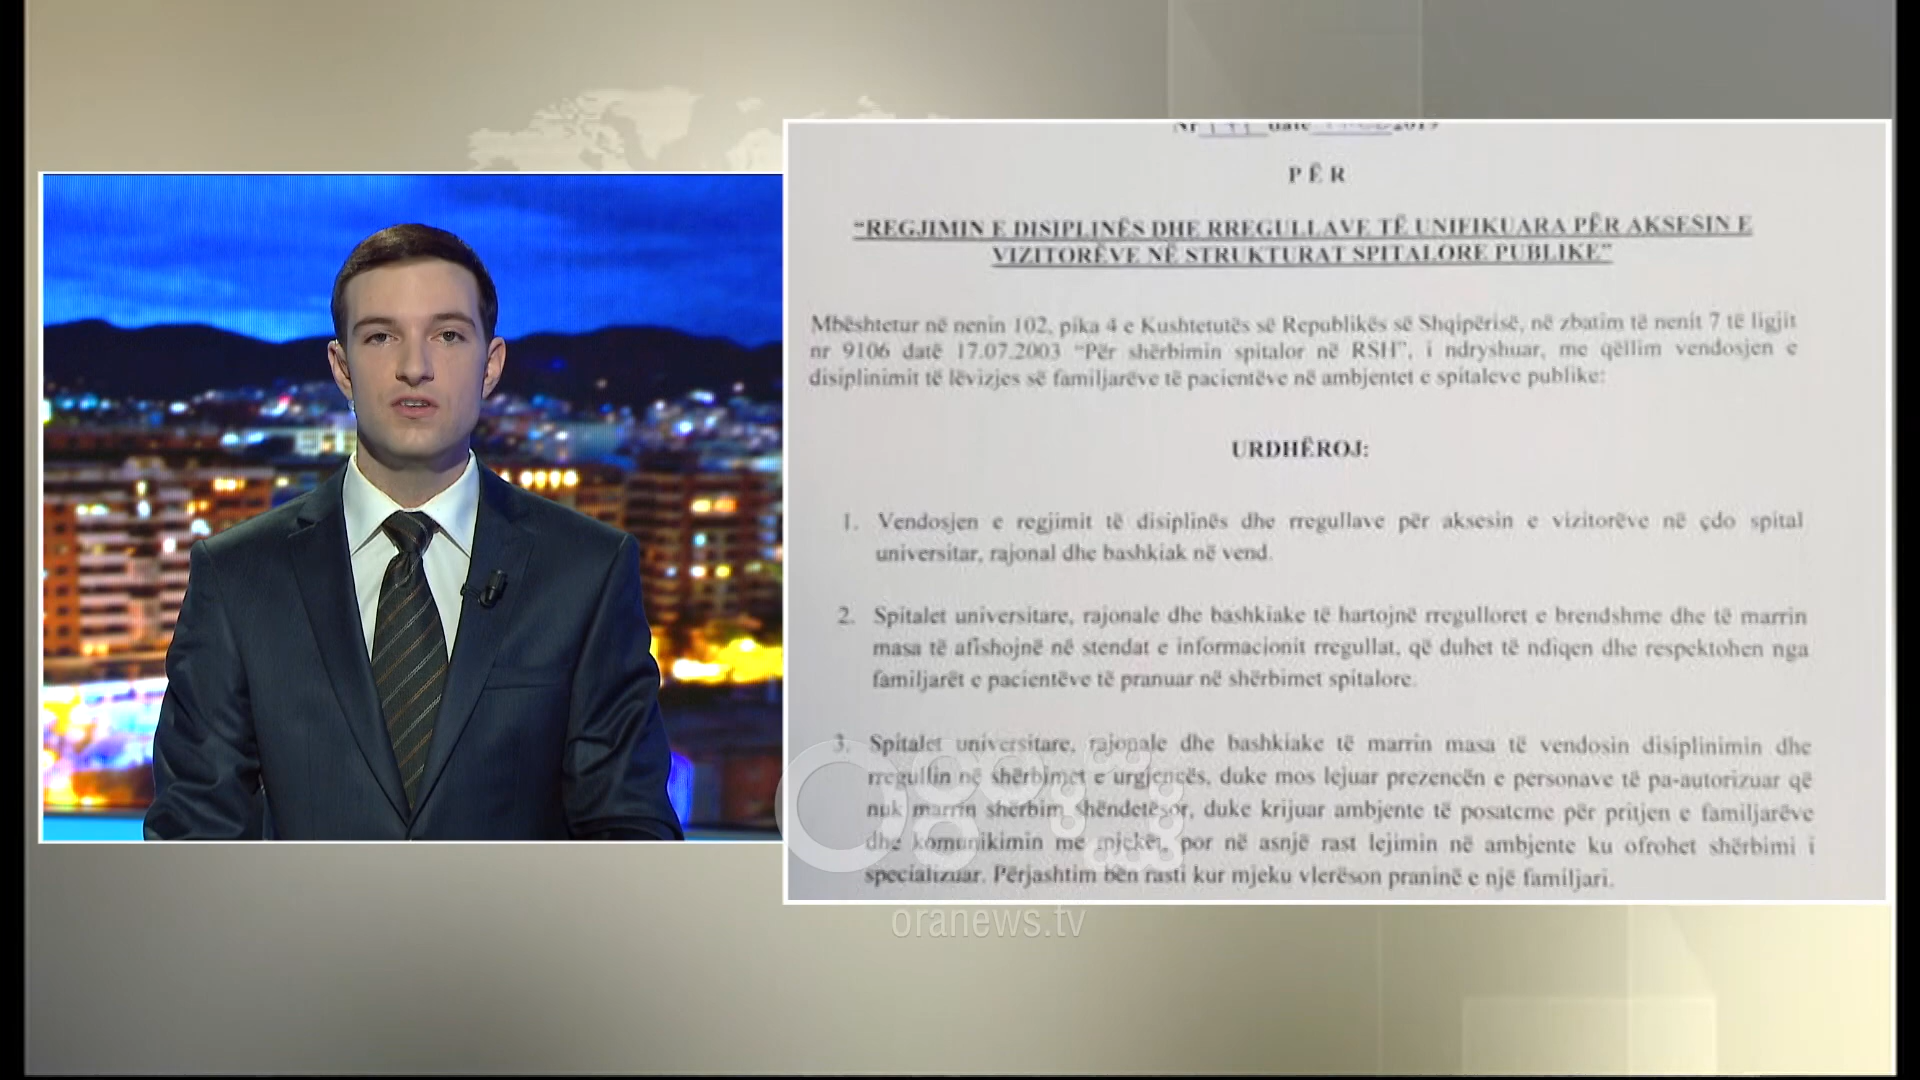 Nr datë 2019
PËR
“REGJIMIN E DISIPLINËS DHE RREGULLAVE TË UNIFIKUARA PËR AKSESIN E
VIZITORËVE NË STRUKTURAT SPITALORE PUBLIKE”
Mbështetur në nenin 102, pika 4 e Kushtetutës së Republikës së Shqipërisë, në zbatim të nenit 7 të ligjit
nr 9106 datë 17.07.2003 “Për shërbimin spitalor në RSH”, i ndryshuar, me qëllim vendosjen e
disiplinimit të lëvizjes së familjarëve të pacientëve në ambjentet e spitaleve publike:
URDHËROJ:
1. Vendosjen e regjimit të disiplinës dhe rregullave për aksesin e vizitorëve në çdo spital
universitar, rajonal dhe bashkiak në vend.
2. Spitalet universitare, rajonale dhe bashkiake të hartojnë rregulloret e brendshme dhe të marrin
masa të afishojnë në stendat e informacionit rregullat, që duhet të ndiqen dhe respektohen nga
familjarët e pacientëve të pranuar në shërbimet spitalore.
3. Spitalet universitare, rajonale dhe bashkiake të marrin masa të vendosin disiplinimin dhe
rregullin në shërbimet e urgjencës, duke mos lejuar prezencën e personave të pa-autorizuar që
nuk marrin shërbim shëndetësor, duke krijuar ambjente të posatcme për pritjen e familjarëve
dhe komunikimin me mjekët, por në asnjë rast lejimin në ambjente ku ofrohet shërbimi i
specializuar. Përjashtim bën rasti kur mjeku vlerëson praninë e një familjari.
oranews.tv